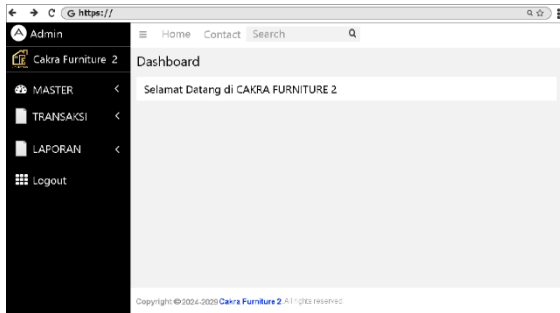 G https://
A Admin
Home Contact Search
Cakra Furniture 2
Dashboard
Selamat Datang di CAKRA FURNITURE 2
MASTER
TRANSAKSI
LAPORAN
Logout
Copyright © 2024-2029 Cakra Furniture 2. All rights reserved.